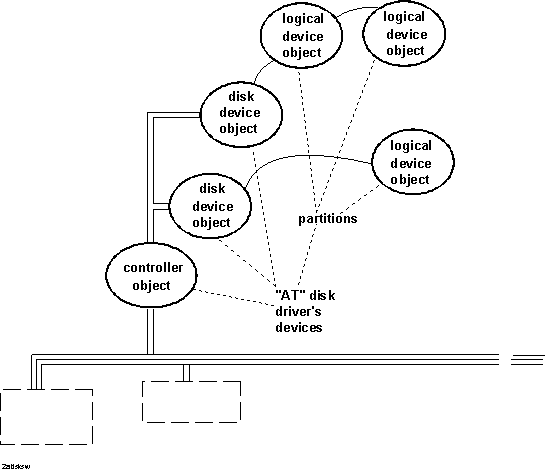 logical
device
object
logical
device
object
disk
device
object
logical
device
object
disk
device
object
partitions
controller
object
"AT" disk
driver's
devices
2atdsksw